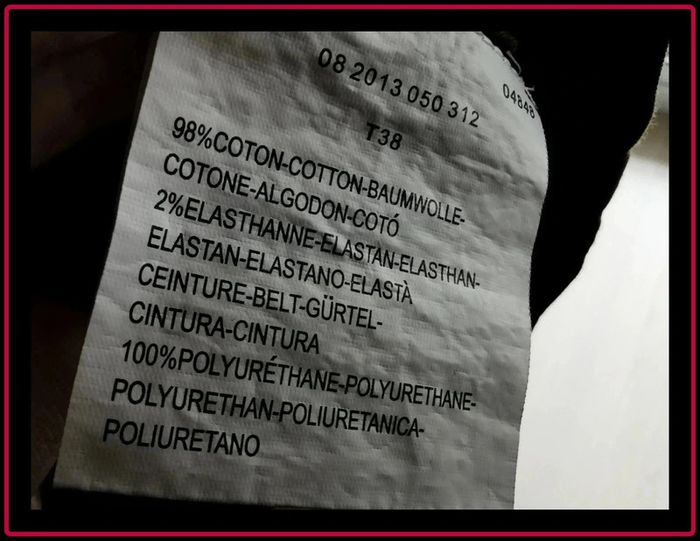 08 2013 050 312
04846
T38
98%COTON-COTTON-BAUMWOLLE-
COTONE-ALGODON-COTÓ
2%ELASTHANNE-ELASTAN-ELASTHAN-
ELASTAN-ELASTANO-ELASTÀ
CEINTURE-BELT-GÜRTEL-
CINTURA-CINTURA
100%POLYURÉTHANE-POLYURETHANE-
POLYURETHAN-POLIURETANICA-
POLIURETANO